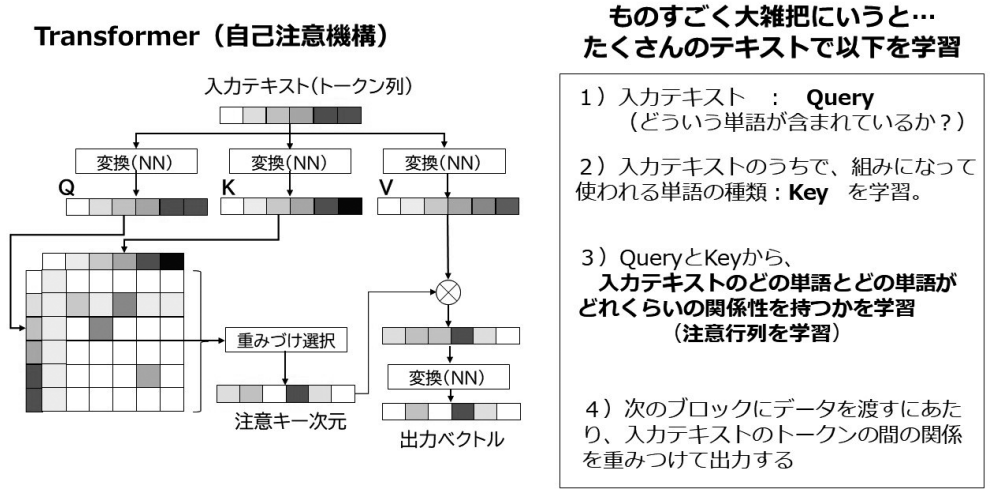 Transformer（自己注意機構）
入力テキスト(トークン列)
変換(NN)
変換(NN)
変換(NN)
Q
K
V
重みづけ選択
注意キー次元
変換(NN)
出力ベクトル
ものすごく大雑把にいうと…
たくさんのテキストで以下を学習
１）入力テキスト　：　Query
（どういう単語が含まれているか？）
２）入力テキストのうちで、組みになって
使われる単語の種類：Key　を学習。
３）QueryとKeyから、
入力テキストのどの単語とどの単語が
どれくらいの関係性を持つかを学習
（注意行列を学習）
４）次のブロックにデータを渡すにあた
り、入力テキストのトークンの間の関係
を重みつけて出力する